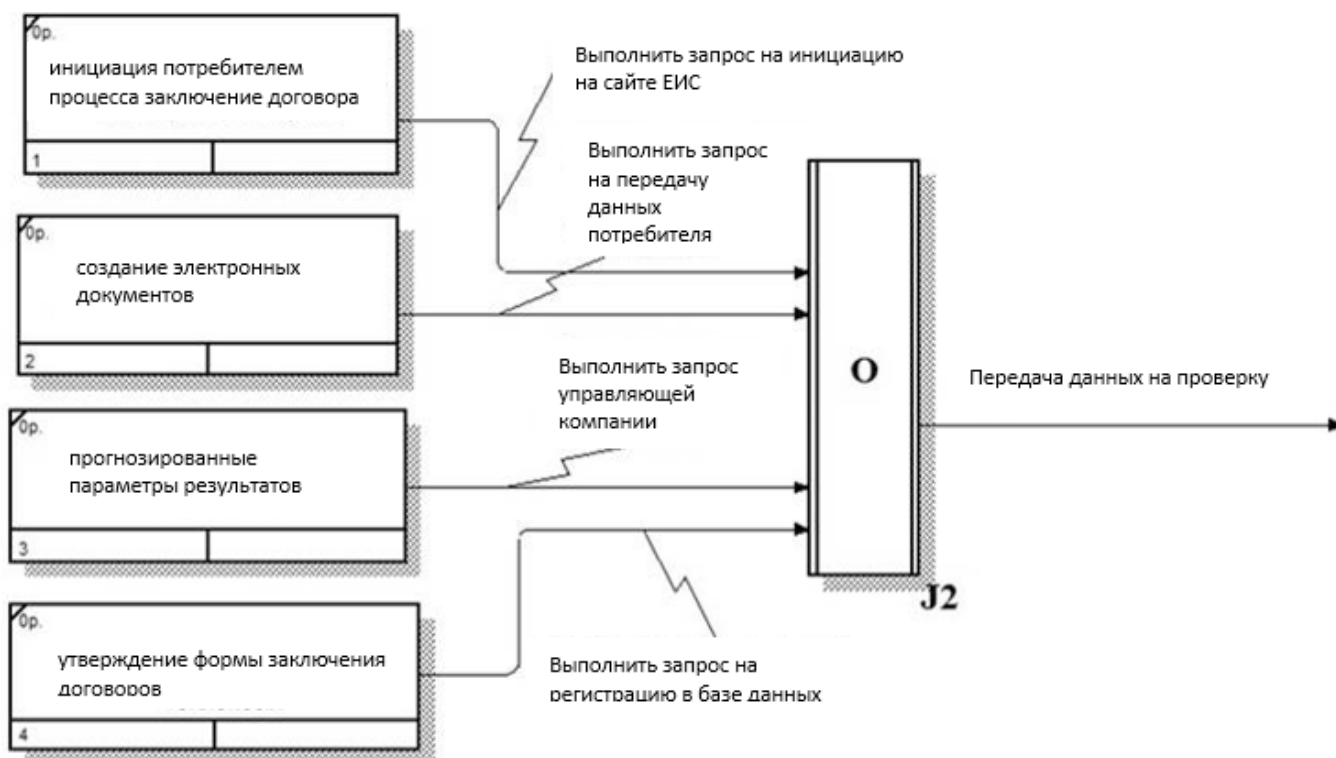 0р.
инициация потребителем
процесса заключение договора
1
Выполнить запрос на инициацию
на сайте ЕИС
Выполнить запрос
на передачу
данных
потребителя
0р.
создание электронных
документов
2
Выполнить запрос
управляющей
компании
0р.
прогнозированные
параметры результатов
3
O
J2
Передача данных на проверку
0р.
утверждение формы заключения
договоров
4
Выполнить запрос на
регистрацию в базе данных